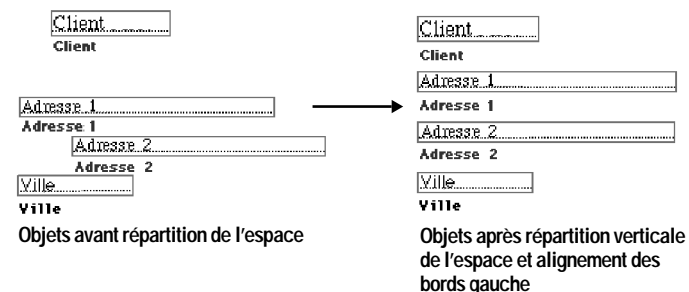 Client
Client
Adresse 1
Adresse 1
Adresse 2
Adresse 2
Ville
Ville
Objets avant répartition de l'espace
Client
Client
Adresse 1
Adresse 1
Adresse 2
Adresse 2
Ville
Ville
Objets après répartition verticale
de l'espace et alignement des
bords gauche